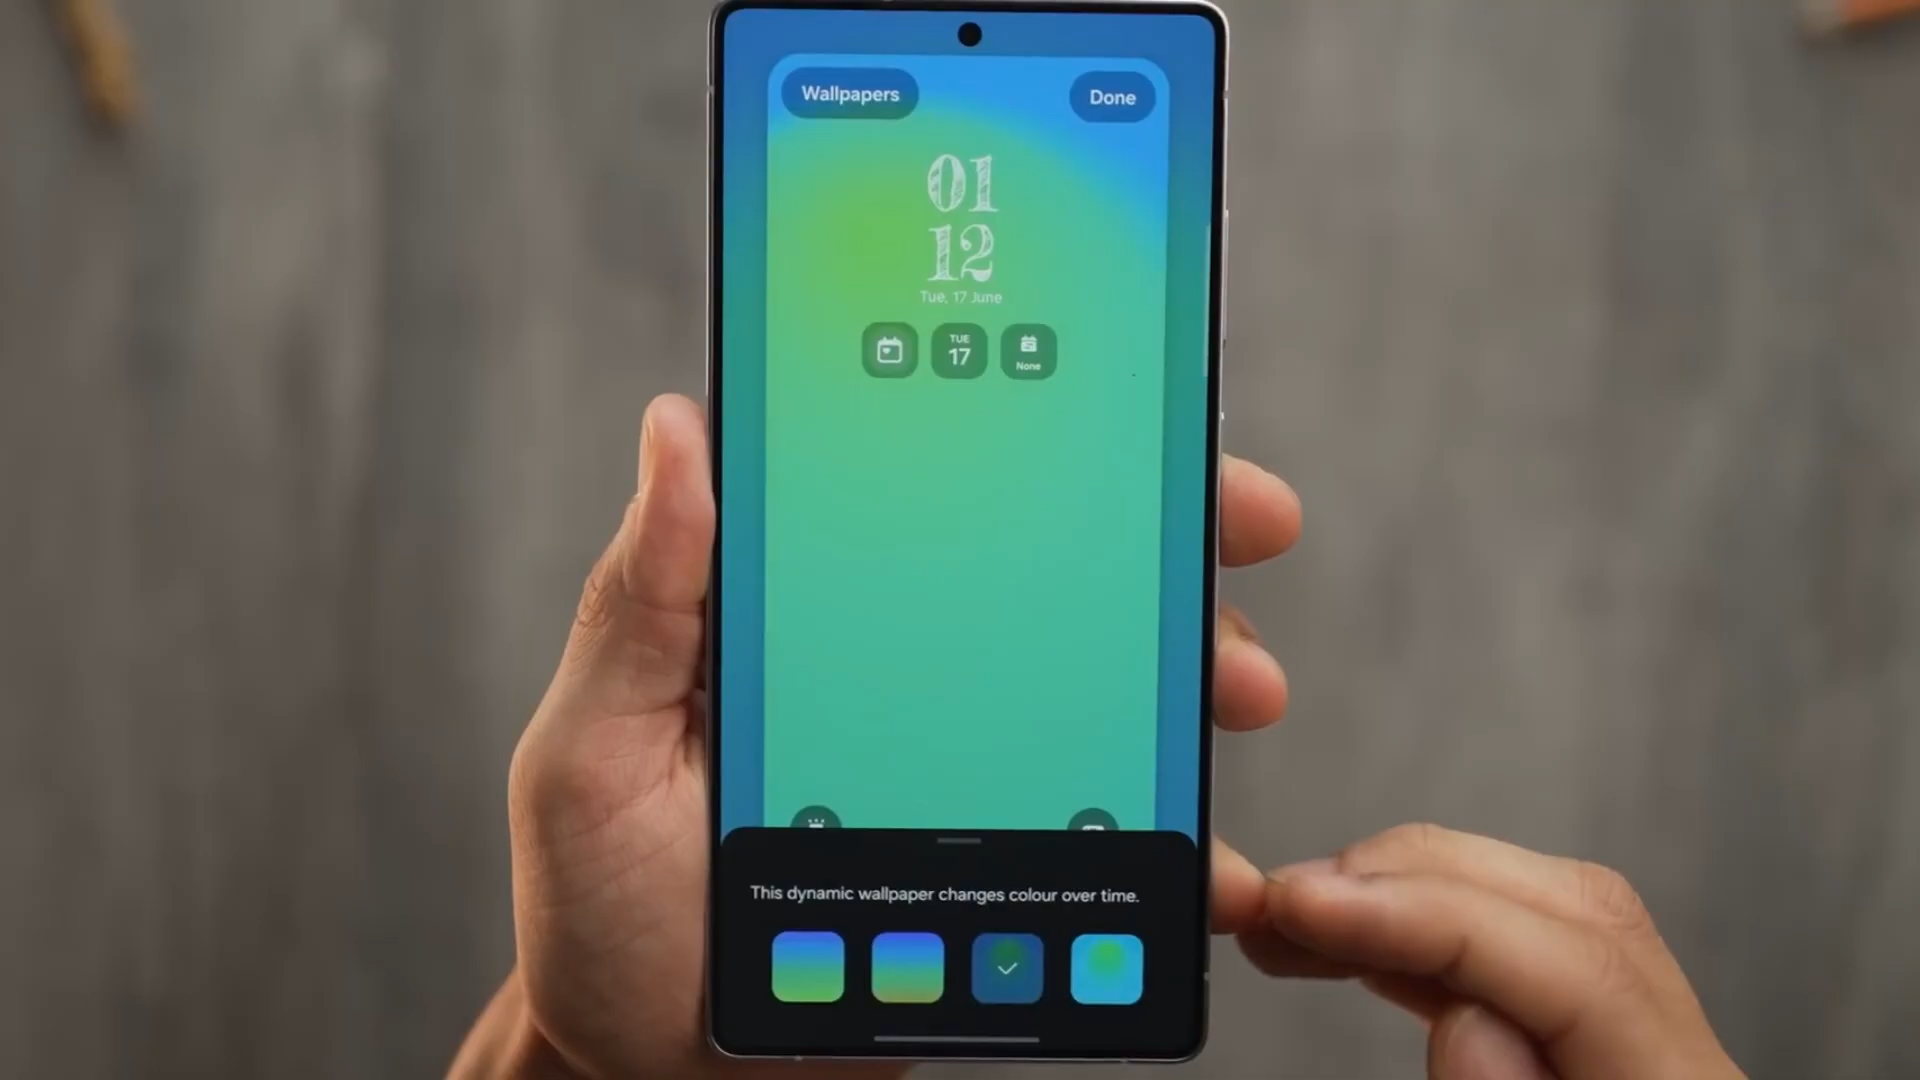 Wallpapers
Done
01
12
Tue, 17 June
TUE
17
None
This dynamic wallpaper changes colour over time.